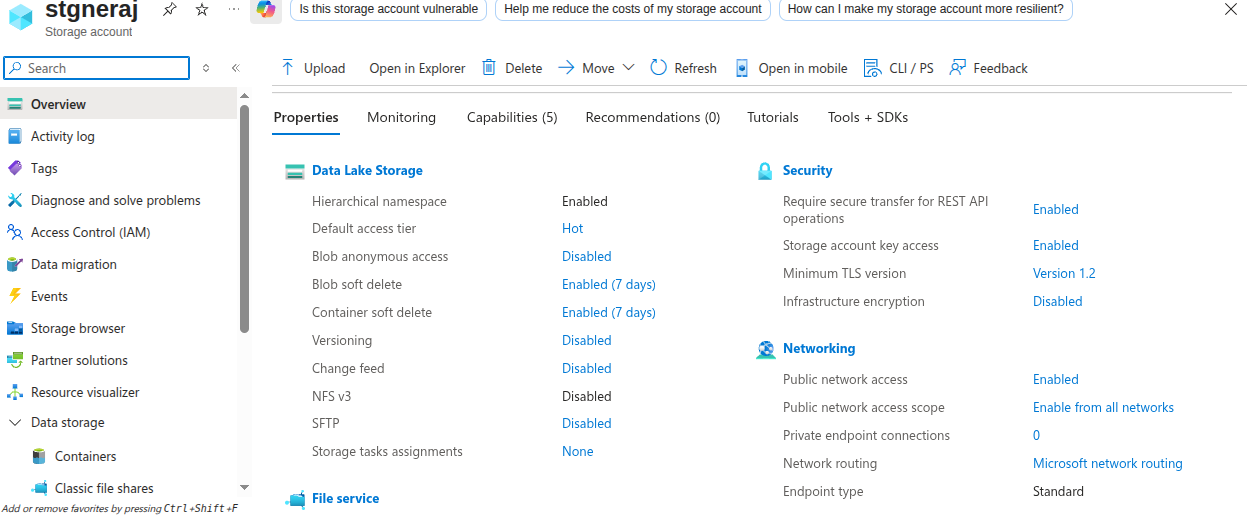 stgneraj
Storage account
Is this storage account vulnerable
Help me reduce the costs of my storage account
How can I make my storage account more resilient?
Search
Overview
Activity log
Tags
Diagnose and solve problems
Access Control (IAM)
Data migration
Events
Storage browser
Partner solutions
Resource visualizer
Data storage
Containers
Classic file shares
Add or remove favorites by pressing Ctrl+Shift+F
Upload
Open in Explorer
Delete
Move
Refresh
Open in mobile
CLI / PS
Feedback
Properties
Monitoring
Capabilities (5)
Recommendations (0)
Tutorials
Tools + SDKs
Data Lake Storage
Hierarchical namespace Enabled
Default access tier Hot
Blob anonymous access Disabled
Blob soft delete Enabled (7 days)
Container soft delete Enabled (7 days)
Versioning Disabled
Change feed Disabled
NFS v3 Disabled
SFTP Disabled
Storage tasks assignments None
File service
Security
Require secure transfer for REST API
operations Enabled
Storage account key access Enabled
Minimum TLS version Version 1.2
Infrastructure encryption Disabled
Networking
Public network access Enabled
Public network access scope Enable from all networks
Private endpoint connections 0
Network routing Microsoft network routing
Endpoint type Standard